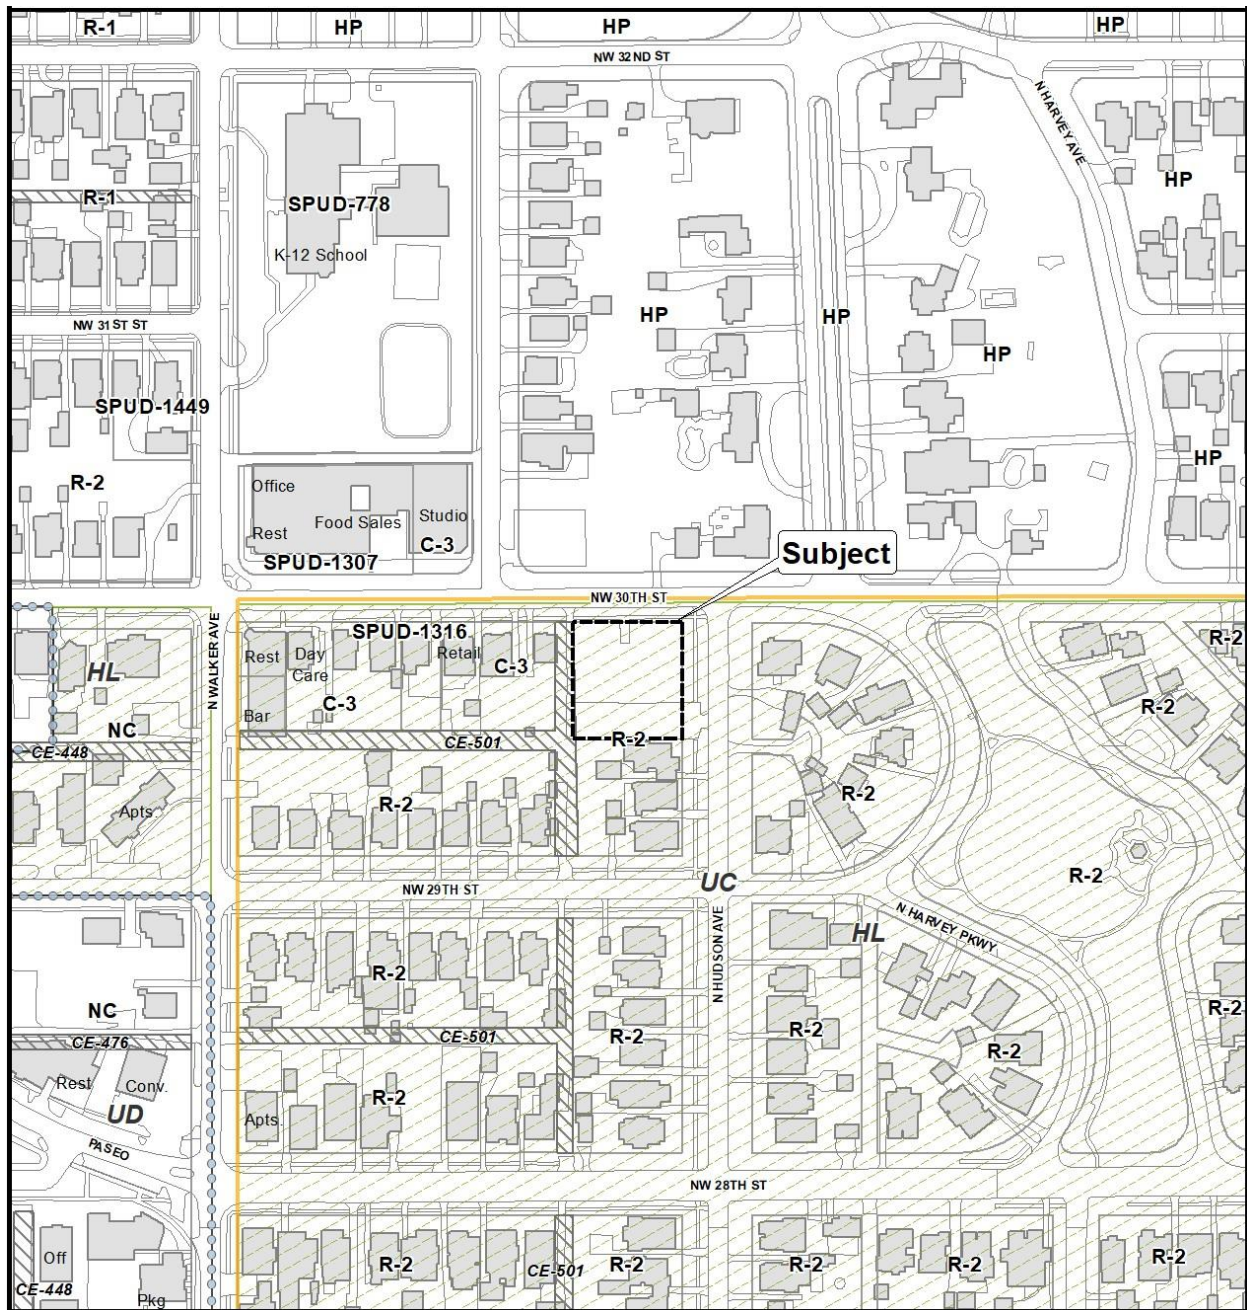 R-1
HP
HP
HP
NW 32ND ST
N HARVEY AVE
R-1
SPUD-778
K-12 School
HP
NW 31ST ST
HP
HP
HP
SPUD-1449
R-2
Office
Food Sales
Studio
Rest
C-3
SPUD-1307
HP
Subject
NW 30TH ST
N WALKER AVE
SPUD-1316
Rest
Day
Care
Retail
C-3
R-2
HL
C-3
R-2
Bar
NC
CE-448
CE-501
R-2
Apts.
R-2
R-2
R-2
NW 29TH ST
UC
N HUDSON AVE
HL
N HARVEY PKWY
R-2
NC
CE-476
CE-501
R-2
R-2
R-2
R-2
Rest
Conv.
R-2
UD
Apts.
PASEO
NW 28TH ST
Off
R-2
CE-501
R-2
R-2
R-2
R-2
CE-448
Pkg